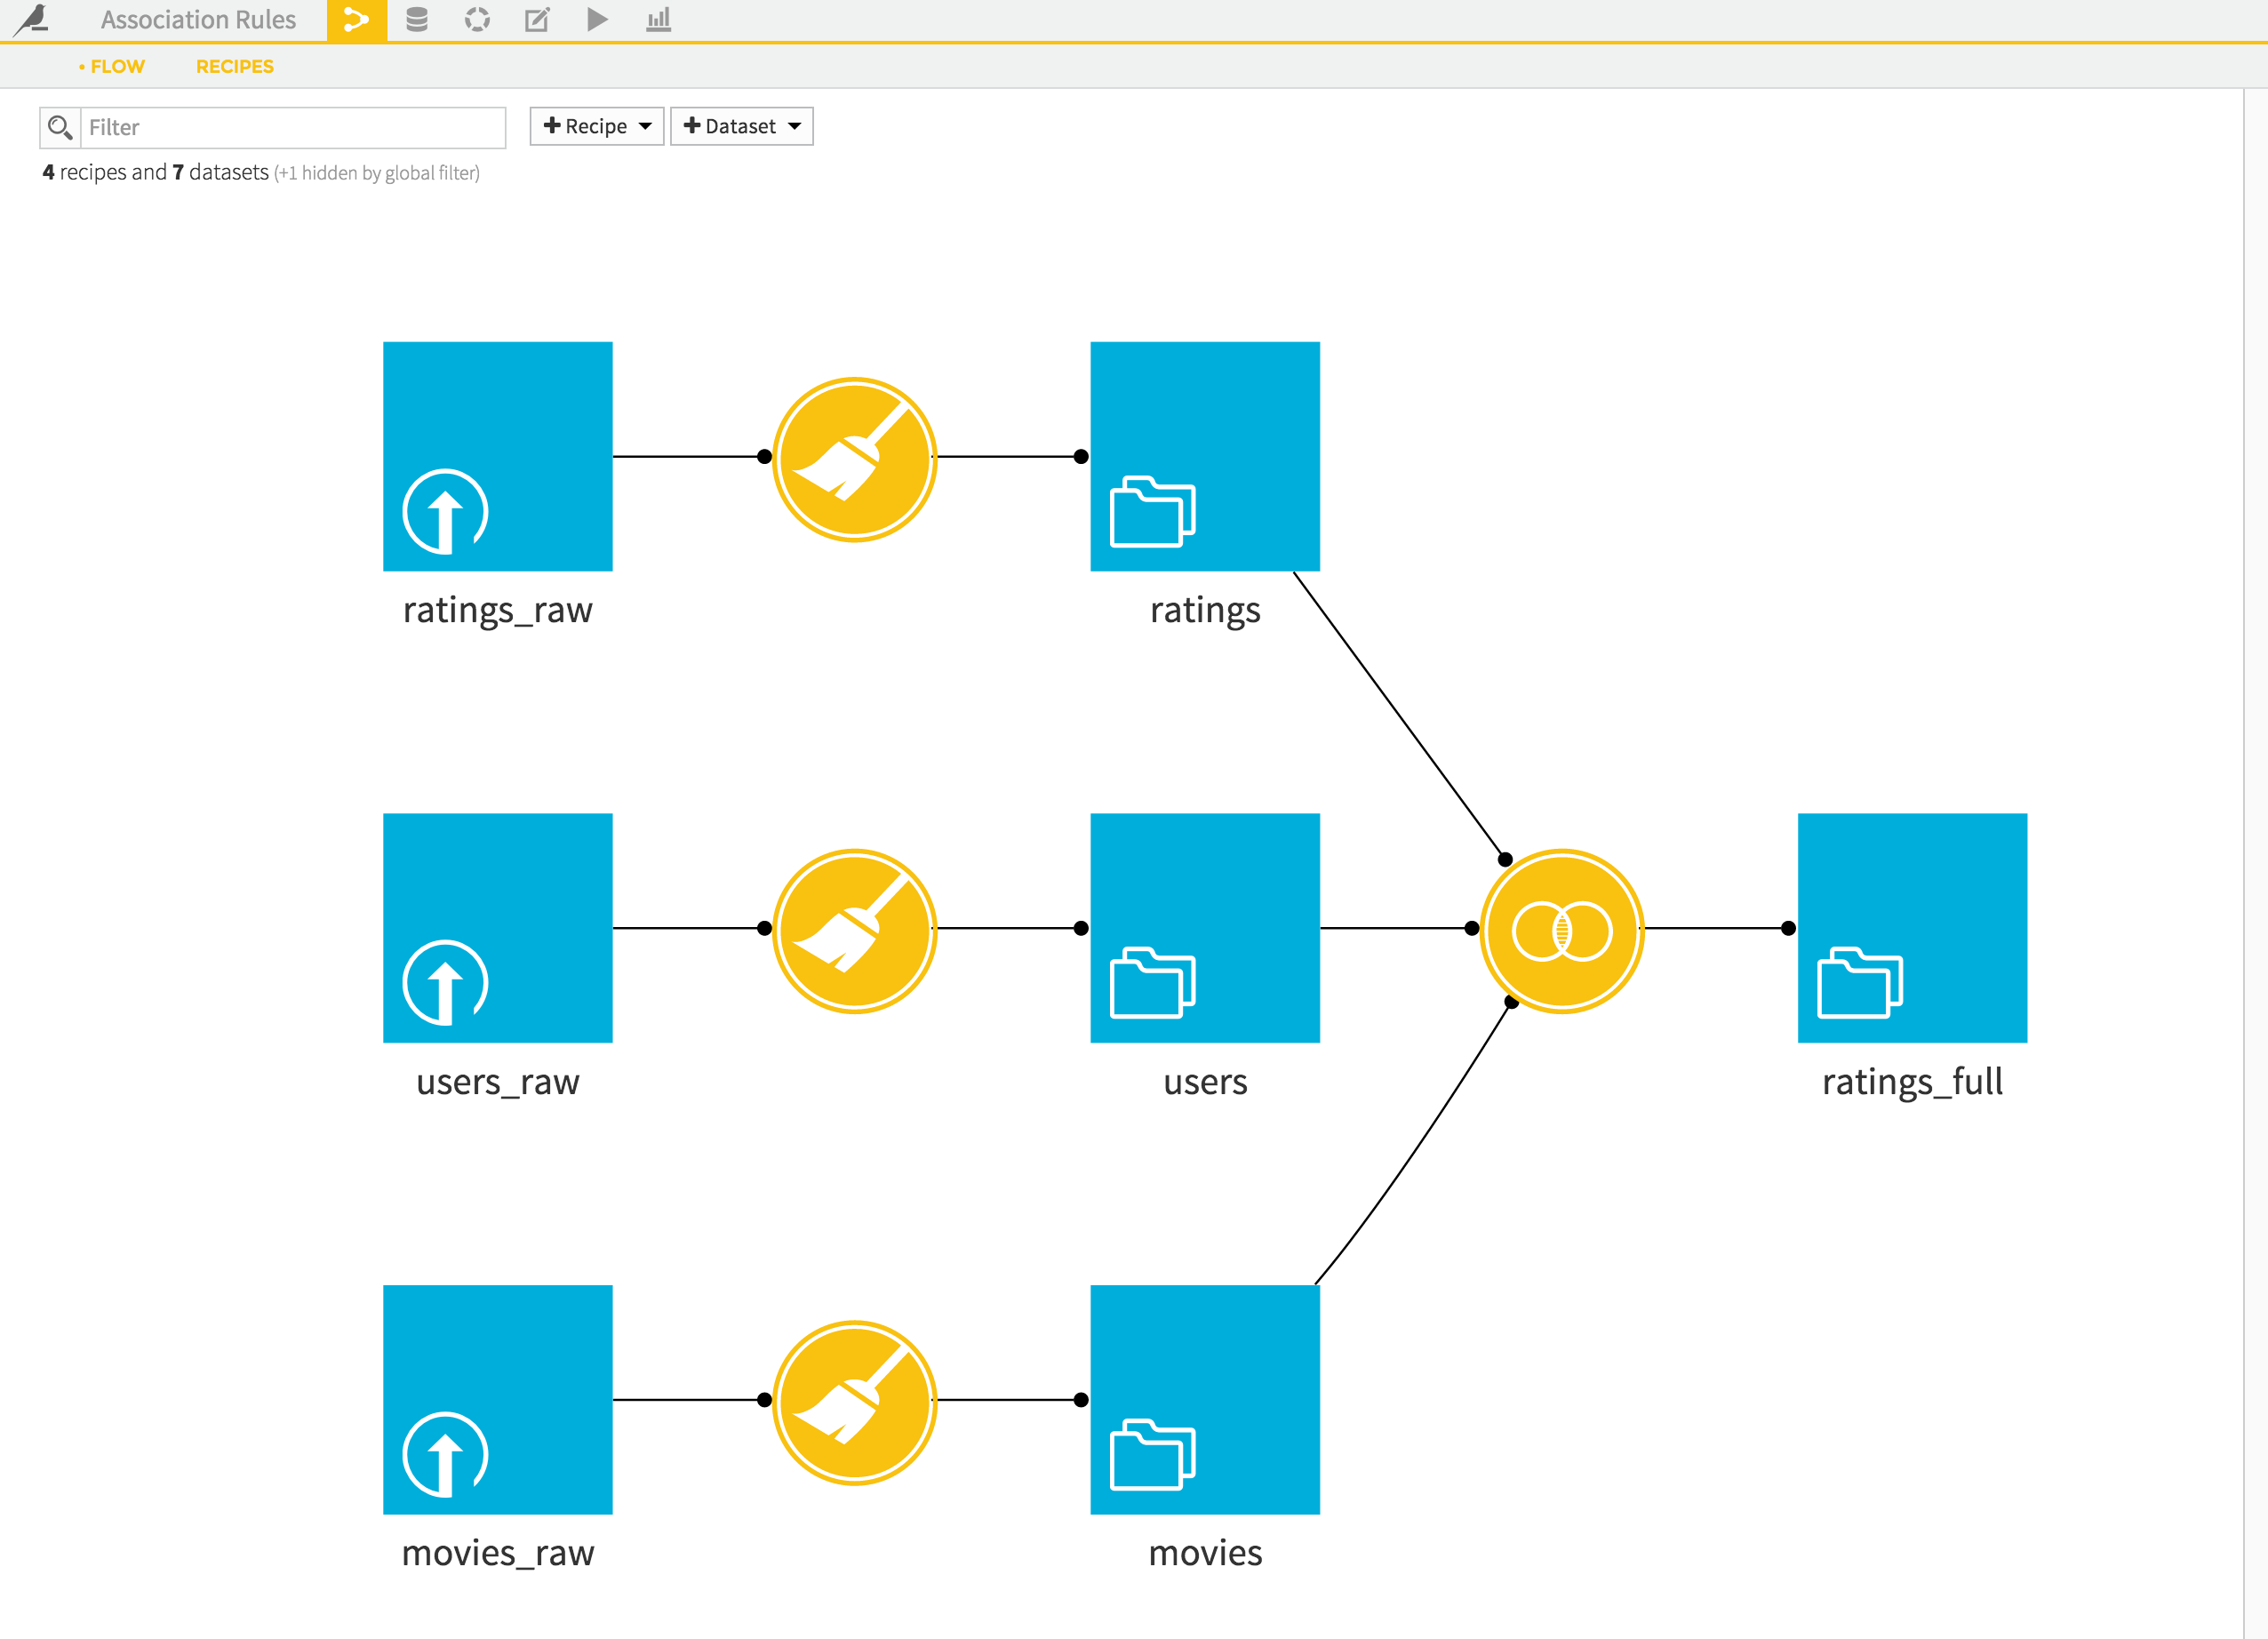 Association Rules
• FLOW RECIPES
Filter
+ Recipe + Dataset
4 recipes and 7 datasets (+1 hidden by global filter)
ratings_raw ratings
users_raw users ratings_full
movies_raw movies